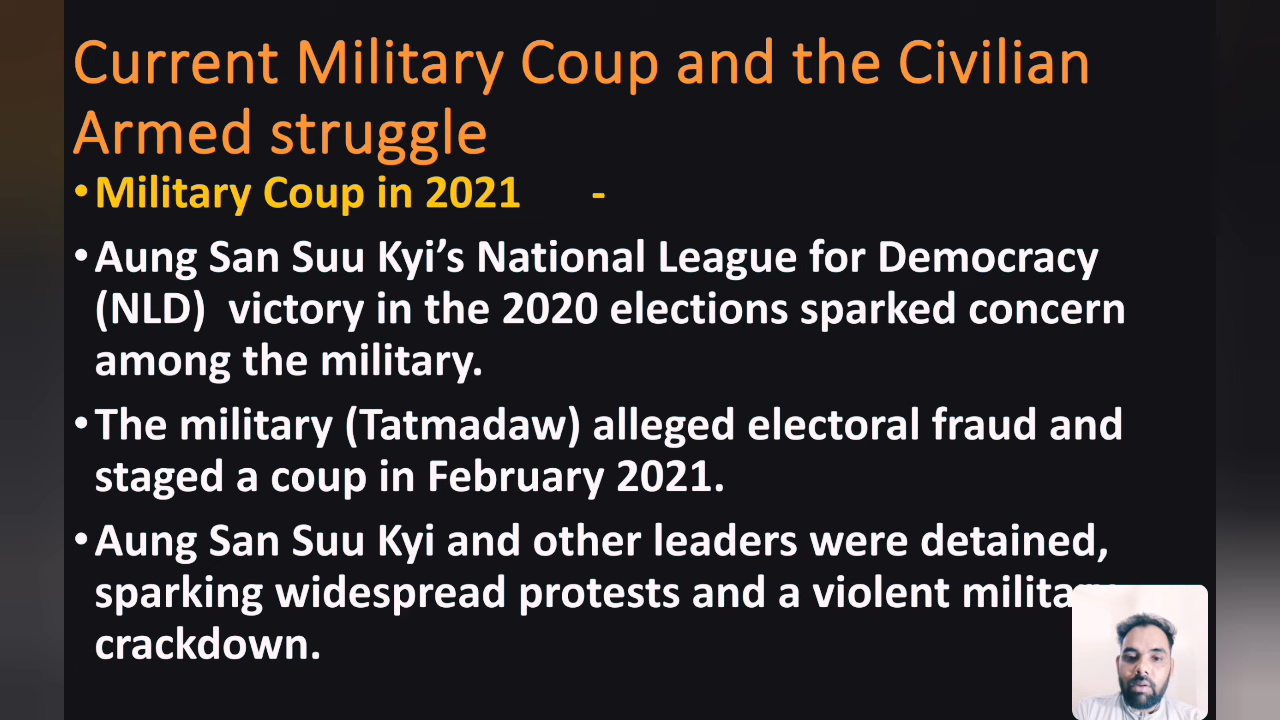 Current Military Coup and the Civilian
Armed struggle
•Military Coup in 2021 -
•Aung San Suu Kyi’s National League for Democracy
(NLD) victory in the 2020 elections sparked concern
among the military.
•The military (Tatmadaw) alleged electoral fraud and
staged a coup in February 2021.
•Aung San Suu Kyi and other leaders were detained,
sparking widespread protests and a violent
crackdown.